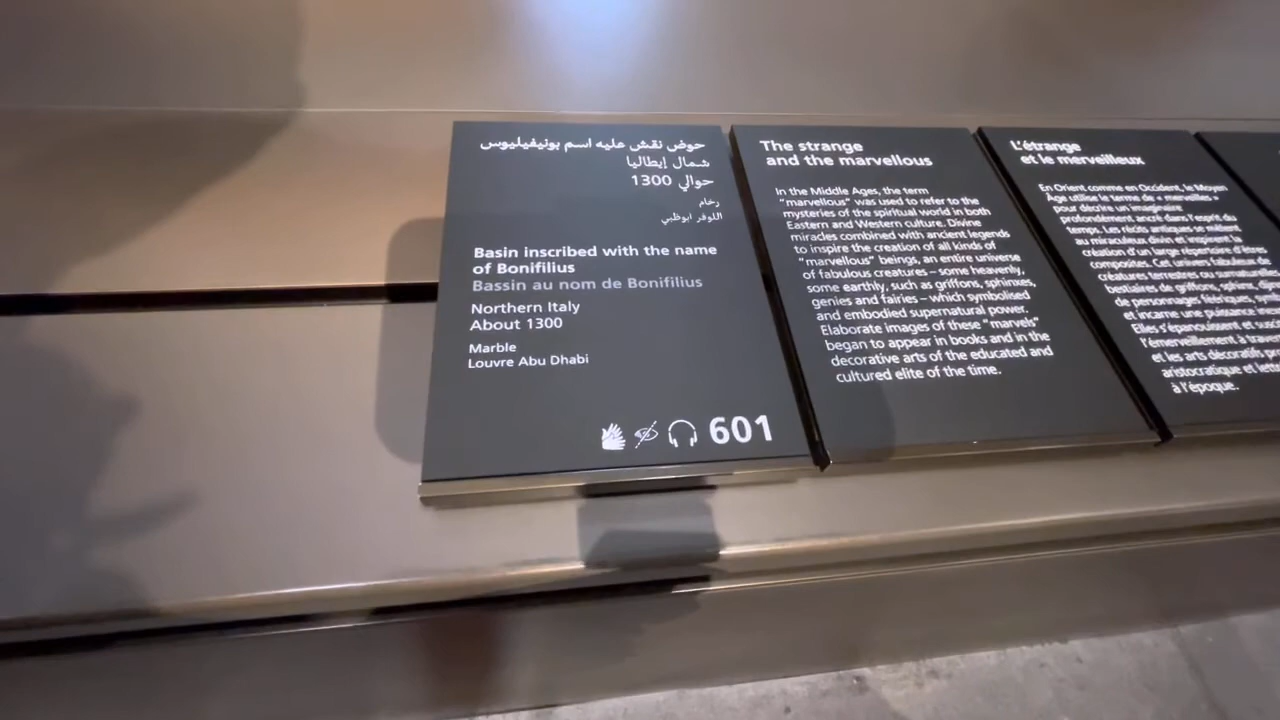 حوض نقش عليه اسم بونيفيليوس
شمال إيطاليا
حوالي 1300
رخام
اللوفر أبوظبي
Basin inscribed with the name
of Bonifilius
Bassin au nom de Bonifilius
Northern Italy
About 1300
Marble
Louvre Abu Dhabi
601
The strange
and the marvellous
In the Middle Ages, the term
"marvellous" was used to refer to the
mysteries of the spiritual world in both
Eastern and Western culture. Divine
miracles combined with ancient legends
to inspire the creation of all kinds of
"marvellous" beings, an entire universe
of fabulous creatures – some heavenly,
some earthly, such as griffons, sphinxes,
genies and fairies – which symbolised
and embodied supernatural power.
Elaborate images of these "marvels"
began to appear in books and in the
decorative arts of the educated and
cultured elite of the time.
L'étrange
et le merveilleux
En Orient comme en Occident, le Moyen
Âge utilise le terme de « merveilles »
pour décrire un imaginaire
profondément ancré dans l'esprit du
temps. Les récits antiques se mêlent
au miraculeux divin et inspirent la
création d'un large répertoire d'êtres
composites. Cet univers fabuleux de
créatures terrestres ou surnaturelles
bestiaires de griffons, sphinx,
de personnages féériques,
et incarne une puissance
Elles s'épanouissent et
l'émerveillement à
et les arts décoratifs
aristocratique et
à l'époque.